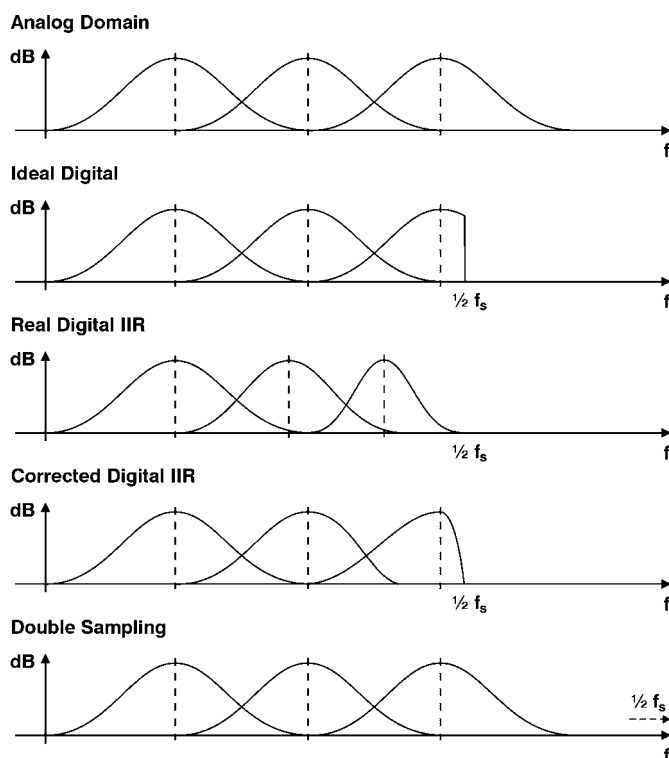 Analog Domain
dB
f
Ideal Digital
dB
½ fs
f
Real Digital IIR
dB
½ fs
f
Corrected Digital IIR
dB
½ fs
f
Double Sampling
dB
½ fs
f